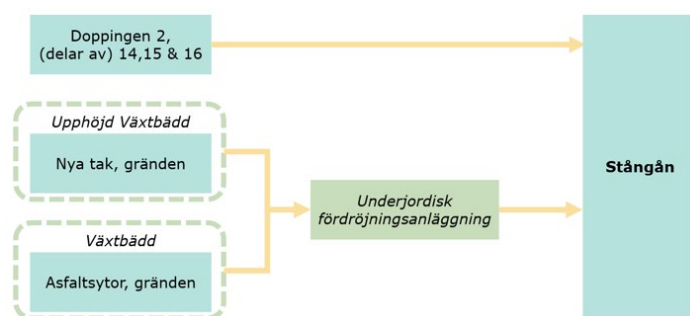 Doppingen 2,
(delar av) 14,15 & 16
Upphöjd Växtbädd
Nya tak, gränden
Växtbädd
Asfaltsytor, gränden
Underjordisk
fördröjningsanläggning
Stångån